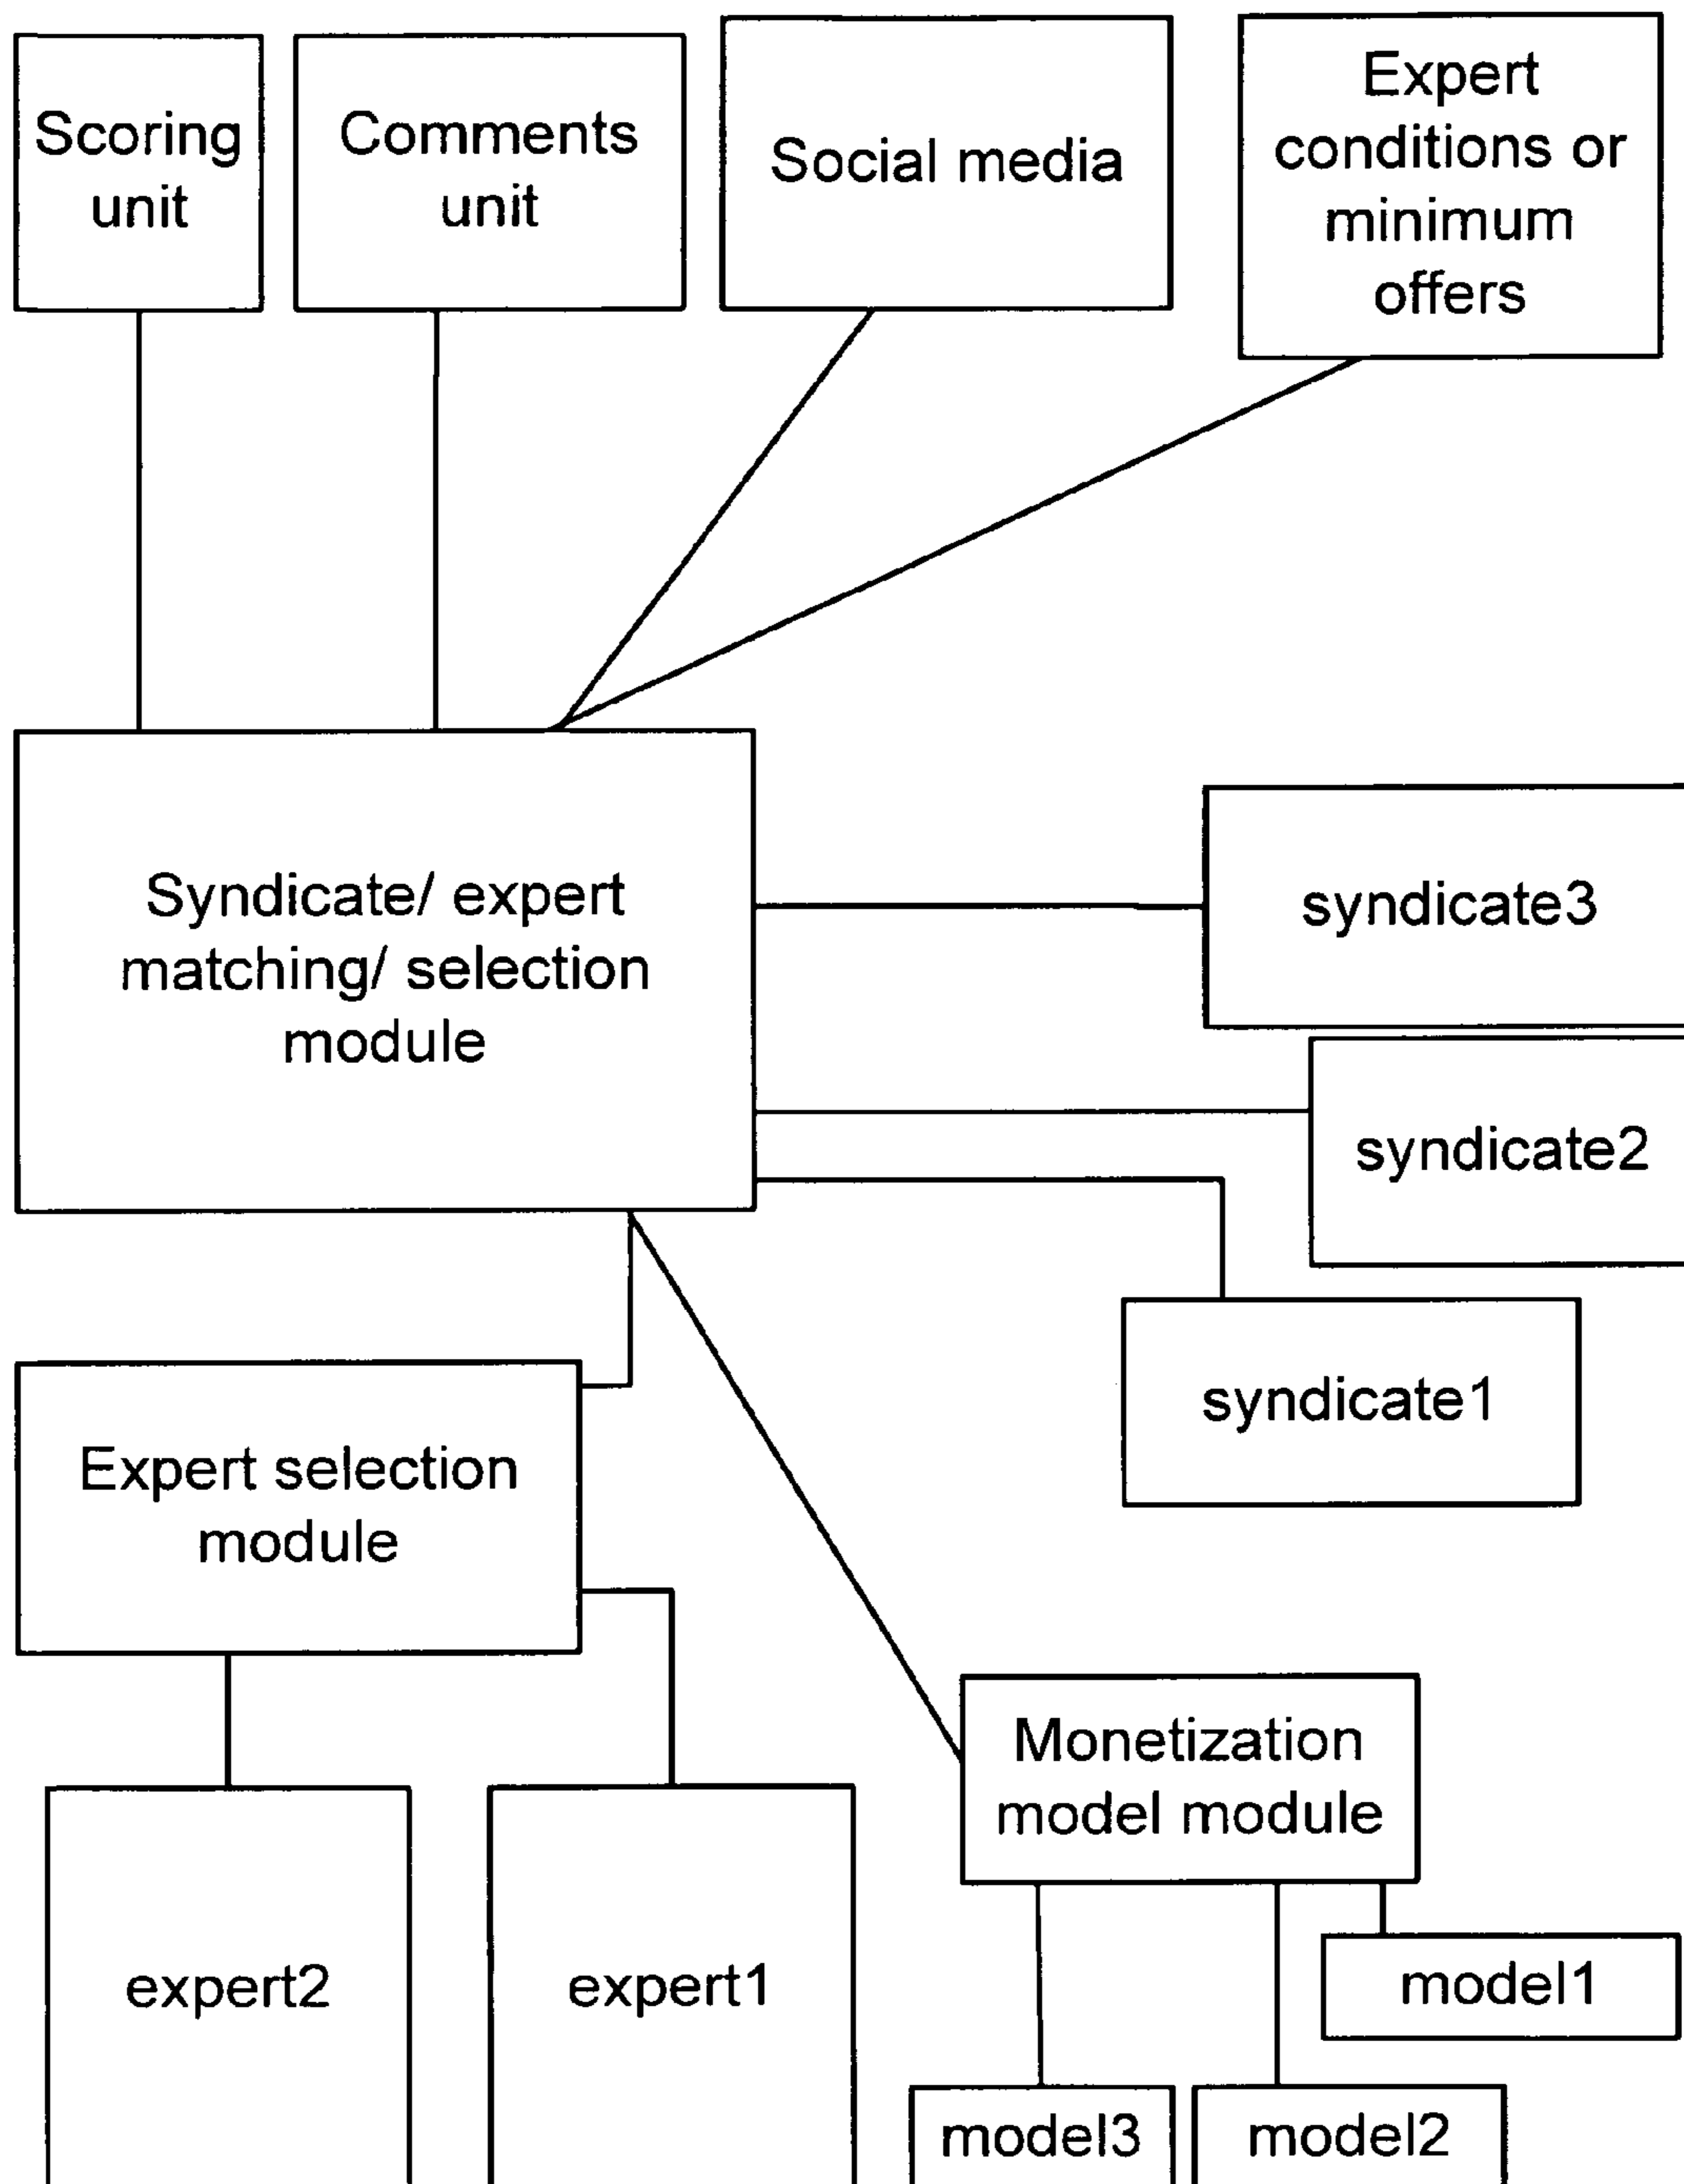 Scoring
unit
Comments
unit
Social media
Expert
conditions or
minimum
offers
Syndicate/ expert
matching/ selection
module
syndicate3
syndicate2
syndicate1
Expert selection
module
Monetization
model module
expert2
expert1
model1
model3
model2